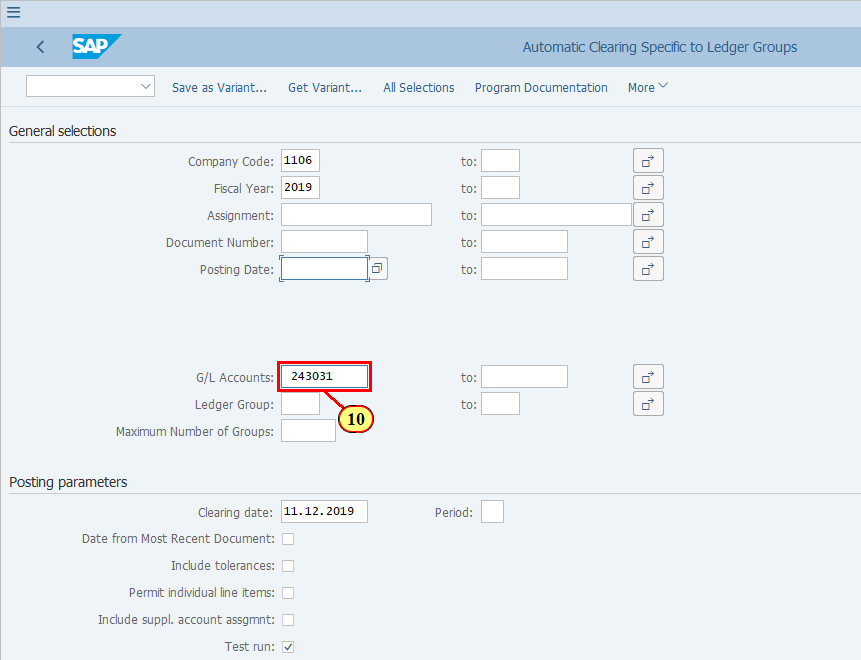 SAP Automatic Clearing Specific to Ledger Groups
Save as Variant... Get Variant... All Selections Program Documentation More
General selections
Company Code: 1106 to:
Fiscal Year: 2019 to:
Assignment: to:
Document Number: to:
Posting Date: to:
G/L Accounts: 243031 to:
Ledger Group: to:
10
Maximum Number of Groups:
Posting parameters
Clearing date: 11.12.2019 Period:
Date from Most Recent Document:
Include tolerances:
Permit individual line items:
Include suppl. account assgmnt:
Test run: